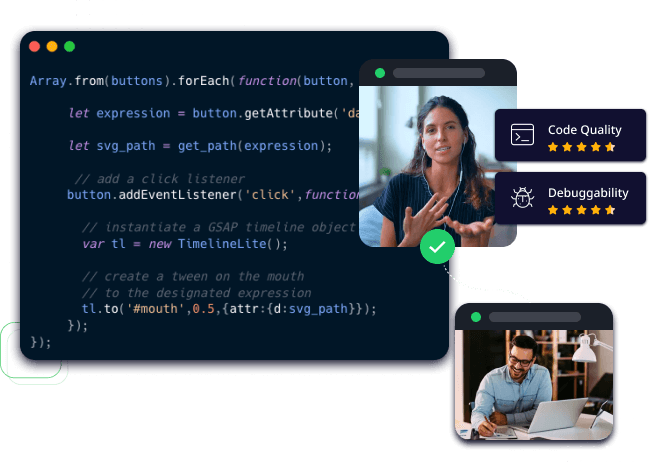 Array.from(buttons).forEach(function(button,
let expression = button.getAttribute('da
let svg_path = get_path(expression);
// add a click listener
button.addEventListener('click',function
// instantiate a GSAP timeline object
var tl = new TimelineLite();
// create a tween on the mouth
// to the designated expression
tl.to('#mouth',0.5,{attr:{d:svg_path}});
});
});
Code Quality
Debuggability